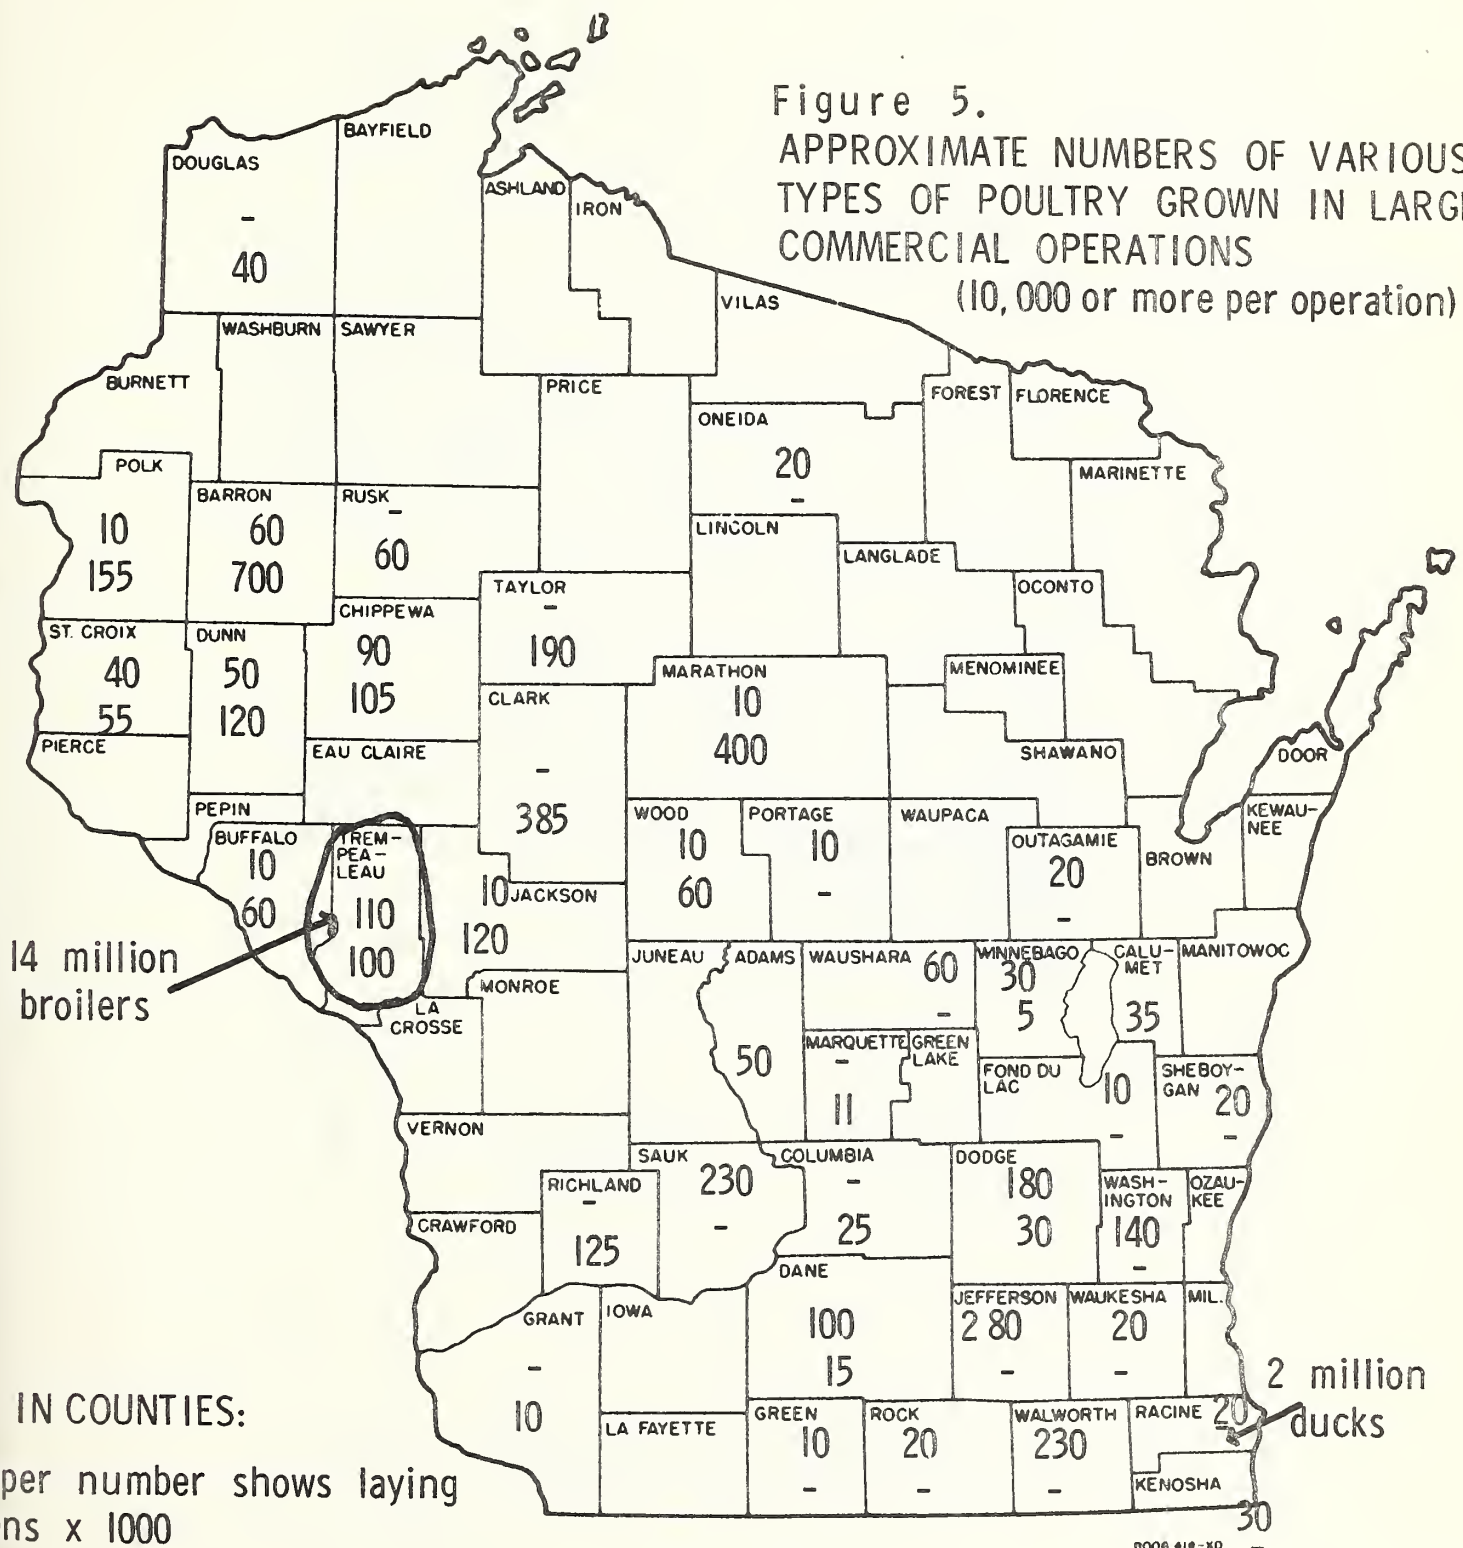 Figure 5.
APPROXIMATE NUMBERS OF VARIOUS
TYPES OF POULTRY GROWN IN LARG
COMMERCIAL OPERATIONS
(10,000 or more per operation)
BAYFIELD
DOUGLAS
-
40
ASHLAND
IRON
VILAS
WASHBURN
SAWYER
BURNETT
PRICE
FOREST
FLORENCE
ONEIDA
20
-
POLK
10
155
BARRON
60
700
RUSK
-
60
MARINETTE
LINCOLN
LANGLADE
TAYLOR
-
190
OCONTO
CHIPPEWA
90
105
ST. CROIX
40
55
DUNN
50
120
MARATHON
10
400
MENOMINEE
CLARK
-
385
PIERCE
EAU CLAIRE
SHAWANO
DOOR
PEPIN
BUFFALO
10
60
TREM-
PEA-
LEAU
110
100
WOOD
10
60
PORTAGE
10
-
WAUPACA
OUTAGAMIE
20
-
BROWN
KEWAU-
NEE
10 JACKSON
120
14 million
broilers
JUNEAU
ADAMS
50
WAUSHARA 60
-
WINNEBAGO
30
5
CALU-
MET
35
MANITOWOC
MONROE
LA
CROSSE
MARQUETTE
-
11
GREEN
LAKE
FOND DU
LAC
10
-
SHEBOY-
GAN 20
-
VERNON
SAUK
230
-
COLUMBIA
-
25
DODGE
180
30
WASH-
INGTON
140
-
OZAU-
KEE
RICHLAND
-
125
CRAWFORD
DANE
100
15
GRANT
-
10
IOWA
JEFFERSON
280
-
WAUKESHA
20
-
MIL.
2 million
ducks
LA FAYETTE
GREEN
10
-
ROCK
20
-
WALWORTH
230
-
RACINE 20
-
KENOSHA
30
-
IN COUNTIES:
per number shows laying
ns x 1000